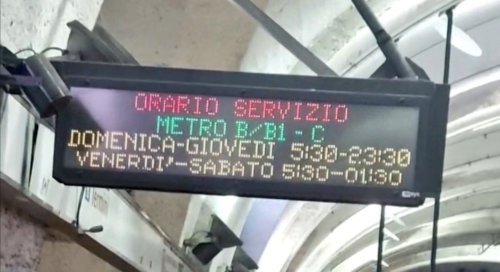 ORARIO SERVIZIO
METRO B/B1 - C
DOMENICA-GIOVEDI 5:30-23:30
VENERDI'-SABATO 5:30-01:30